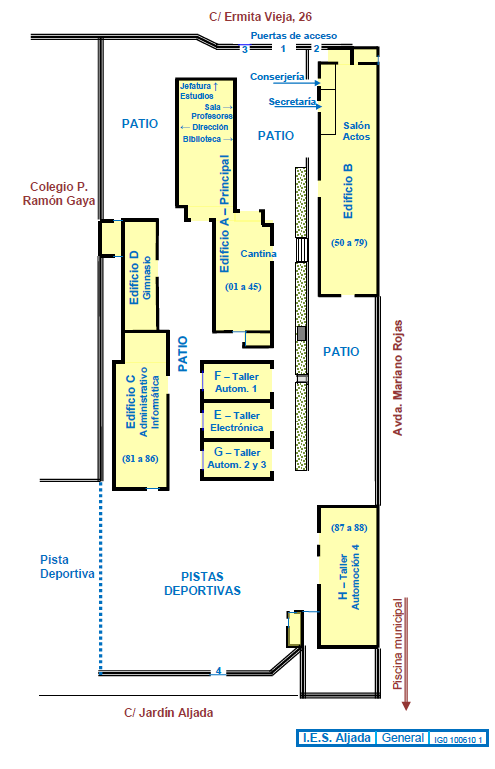 C/ Ermita Vieja, 26
Puertas de acceso
3 1 2
Conserjería
Secretaría
Jefatura ↑
Estudios
Sala →
Profesores
← Dirección
Biblioteca →
PATIO
PATIO
Salón
Actos
Edificio B
(50 a 79)
Edificio A – Principal
Cantina
(01 a 45)
Colegio P.
Ramón Gaya
Edificio D
Gimnasio
PATIO
PATIO
Avda. Mariano Rojas
Edificio C
Administrativo
Informática
(81 a 86)
F – Taller
Autom. 1
E – Taller
Electrónica
G – Taller
Autom. 2 y 3
(87 a 88)
H – Taller
Automoción 4
Pista
Deportiva
PISTAS
DEPORTIVAS
Piscina municipal
4
C/ Jardín Aljada
I.E.S. Aljada General IG0 100610 1